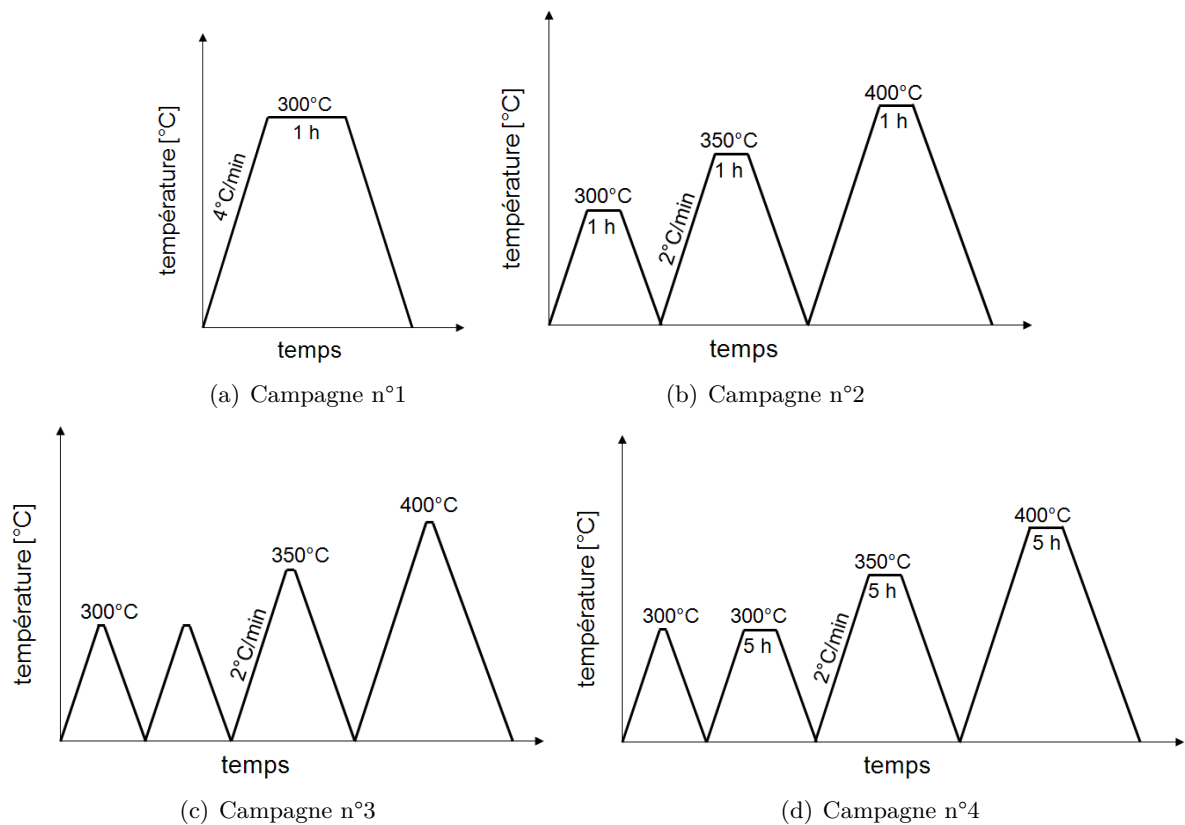 température [°C]
4°C/min
300°C
1 h
temps
(a) Campagne n°1
température [°C]
300°C
1 h
2°C/min
350°C
1 h
400°C
1 h
temps
(b) Campagne n°2
température [°C]
300°C
2°C/min
350°C
400°C
temps
(c) Campagne n°3
température [°C]
300°C
300°C
5 h
2°C/min
350°C
5 h
400°C
5 h
temps
(d) Campagne n°4